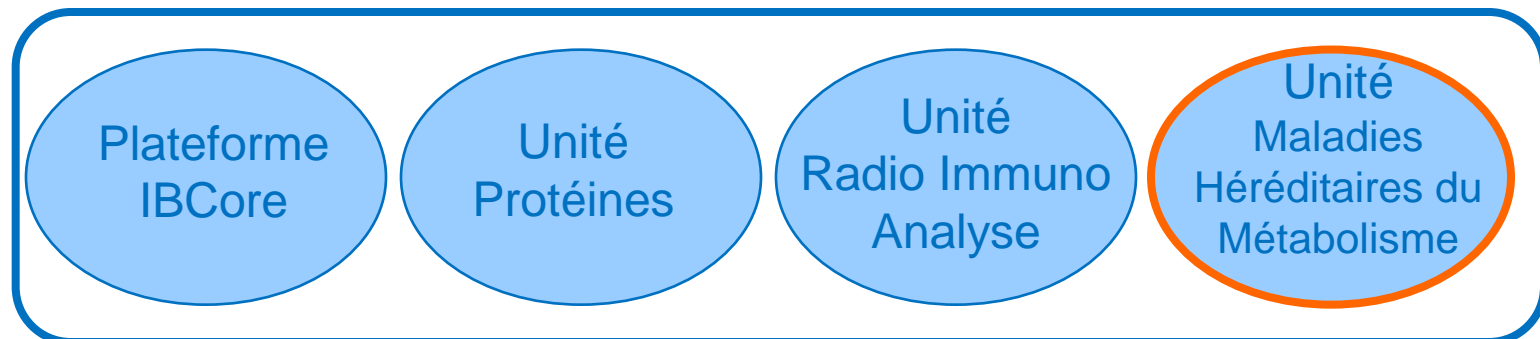 Plateforme
IBCore
Unité
Protéines
Unité
Radio Immuno
Analyse
Unité
Maladies
Héréditaires du
Métabolisme